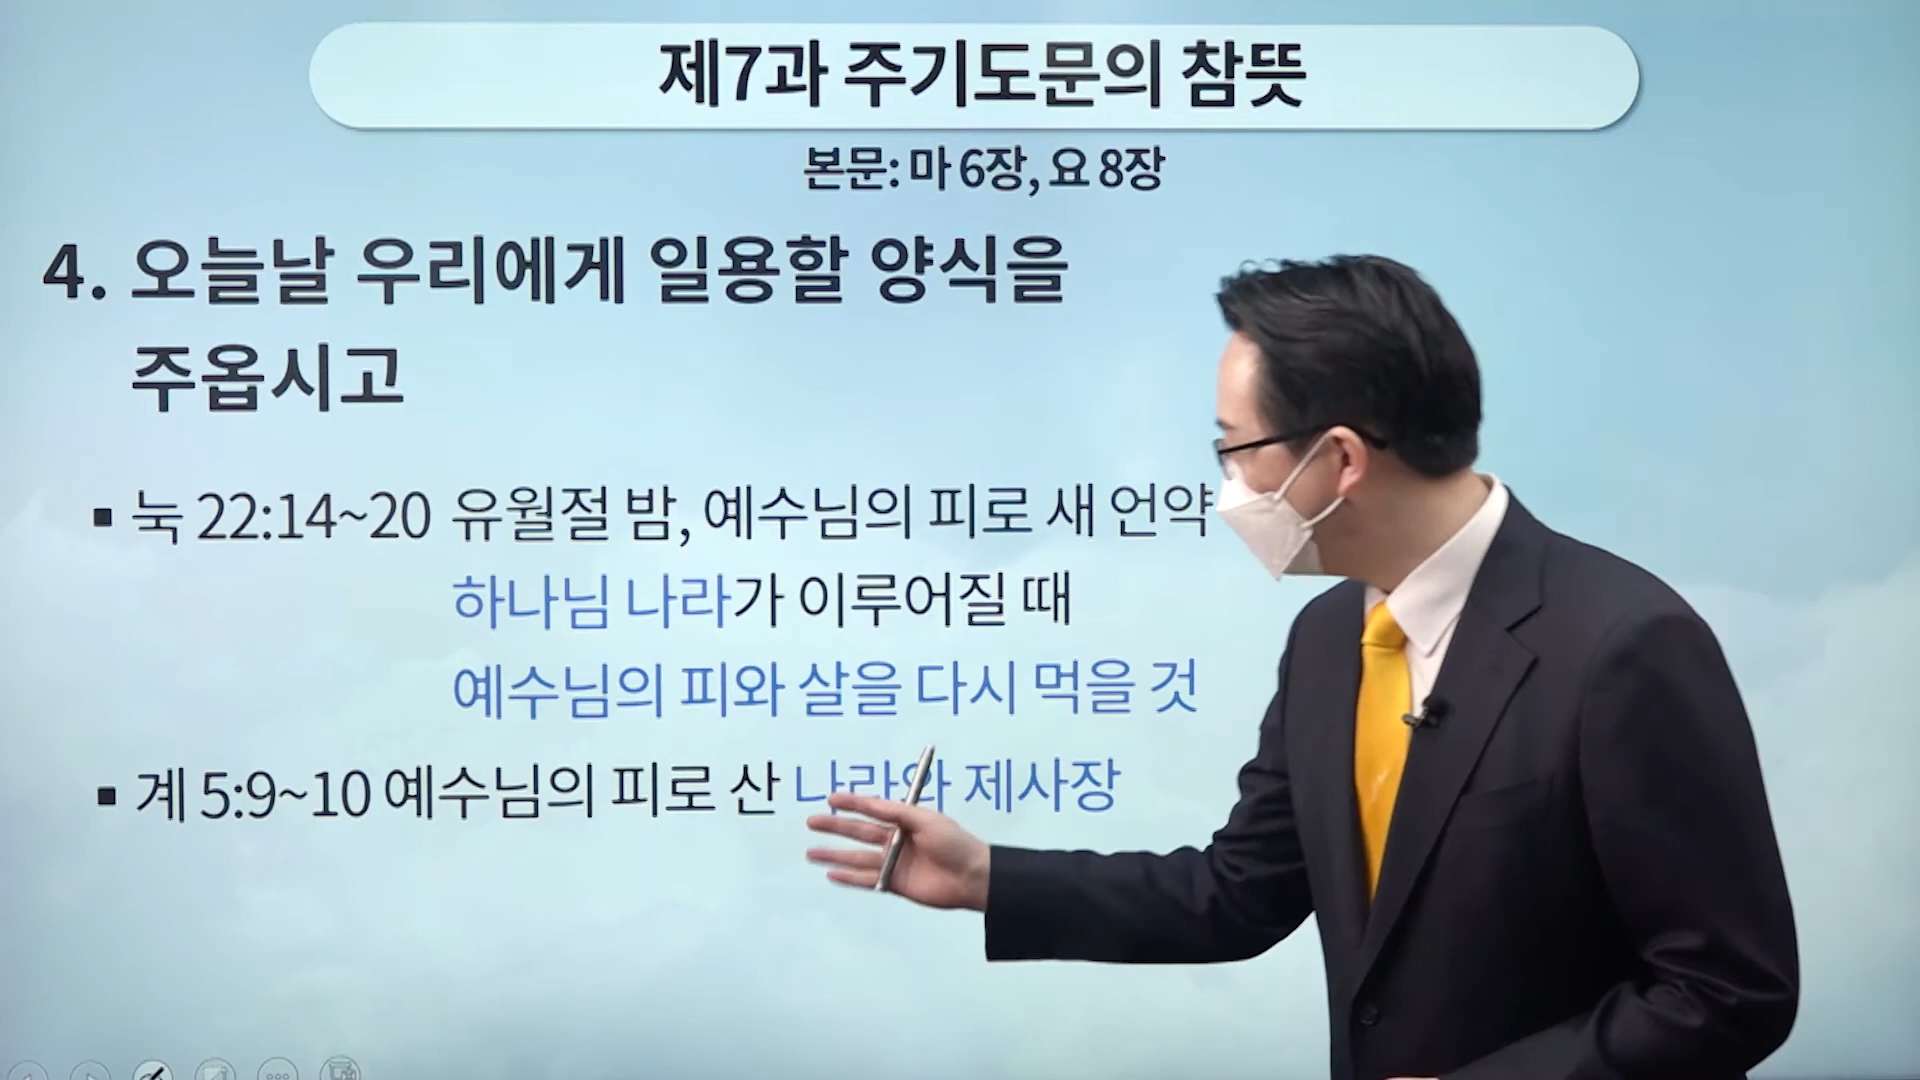 제7과 주기도문의 참뜻
본문: 마 6장, 요 8장
4. 오늘날 우리에게 일용할 양식을
주옵시고
▪ 눅 22:14~20 유월절 밤, 예수님의 피로 새 언약
하나님 나라가 이루어질 때
예수님의 피와 살을 다시 먹을 것
▪ 계 5:9~10 예수님의 피로 산 나라와 제사장